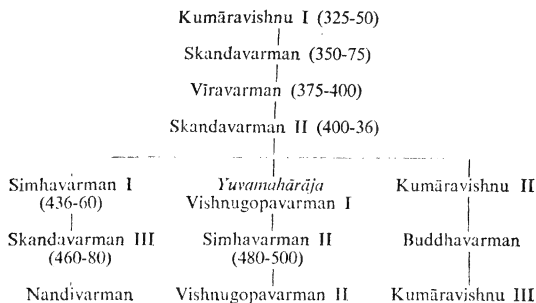 Kumāravishnu I (325-50)
Skandavarman (350-75)
Vīravarman (375-400)
Skandavarman II (400-36)
Simhavarman I Yuvamahārāja Kumāravishnu II
(436-60) Vishnugopavarman I
Skandavarman III Simhavarman II Buddhavarman
(460-80) (480-500)
Nandivarman Vishnugopavarman II Kumāravishnu III